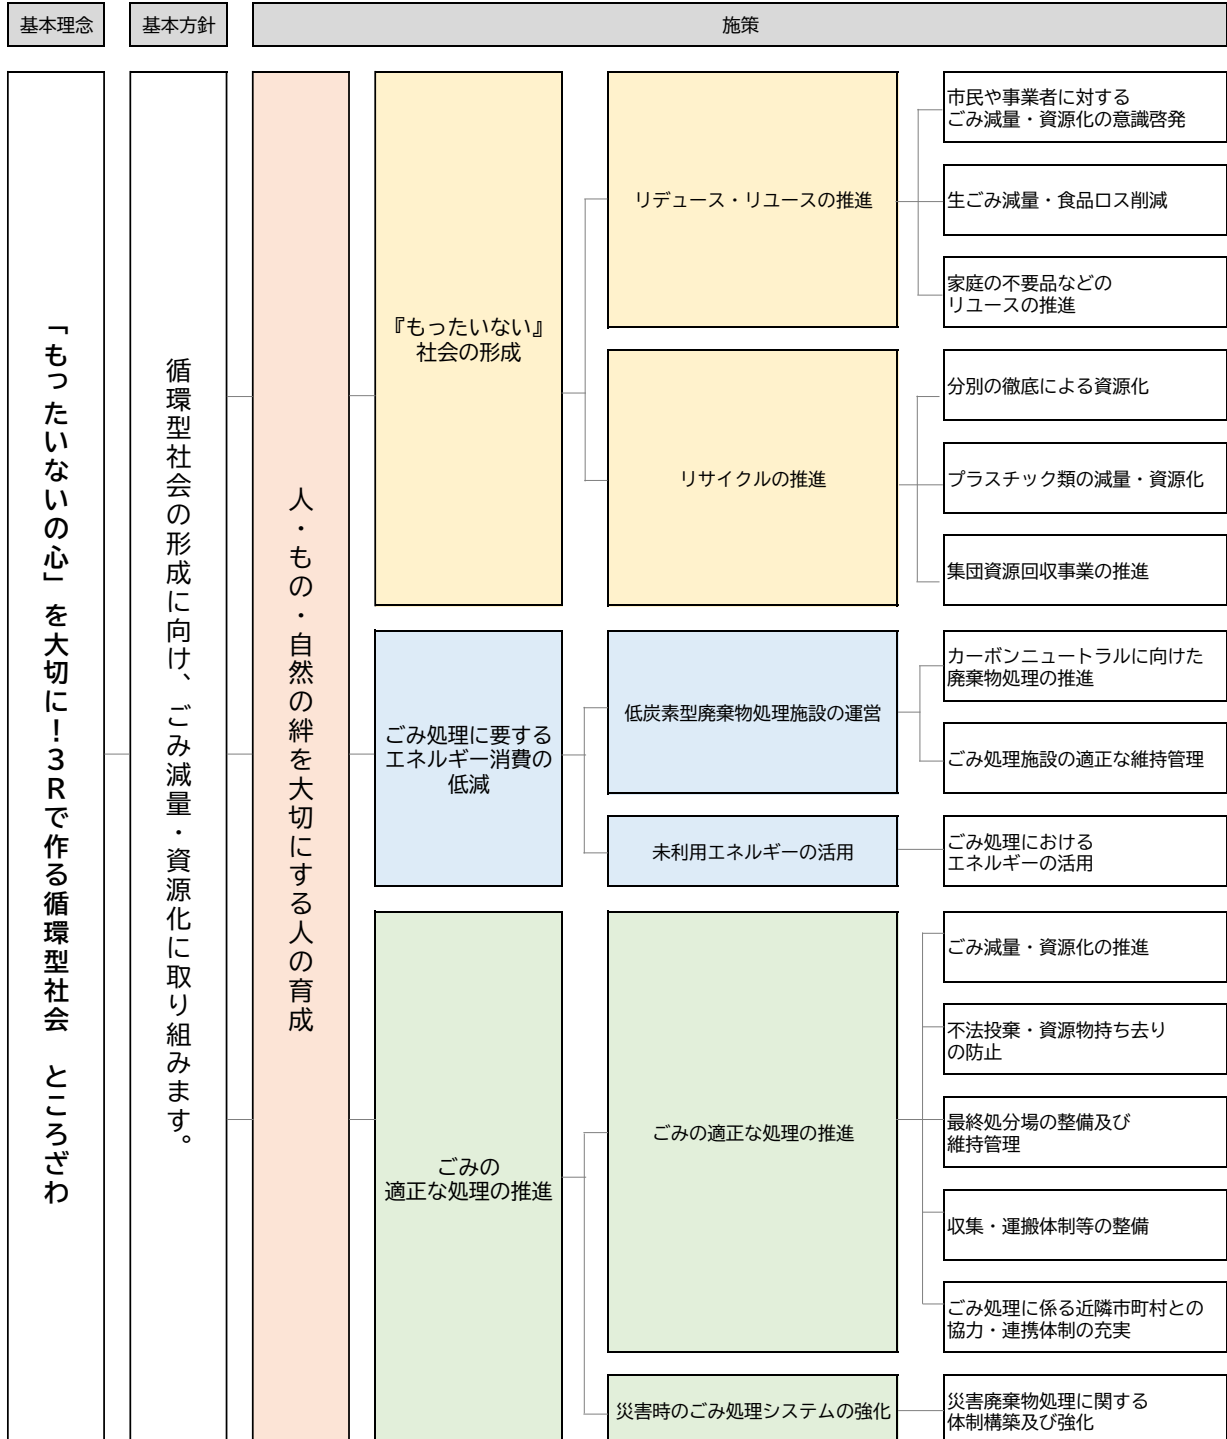 基本理念
基本方針
施策
「もったいないの心」を大切に！３Rで作る循環型社会　ところざわ
循環型社会の形成に向け、ごみ減量・資源化に取り組みます。
人・もの・自然の絆を大切にする人の育成
『もったいない』
社会の形成
リデュース・リユースの推進
市民や事業者に対する
ごみ減量・資源化の意識啓発
生ごみ減量・食品ロス削減
家庭の不要品などの
リユースの推進
リサイクルの推進
分別の徹底による資源化
プラスチック類の減量・資源化
集団資源回収事業の推進
ごみ処理に要する
エネルギー消費の
低減
低炭素型廃棄物処理施設の運営
カーボンニュートラルに向けた
廃棄物処理の推進
ごみ処理施設の適正な維持管理
未利用エネルギーの活用
ごみ処理における
エネルギーの活用
ごみの
適正な処理の推進
ごみの適正な処理の推進
ごみ減量・資源化の推進
不法投棄・資源物持ち去り
の防止
最終処分場の整備及び
維持管理
収集・運搬体制等の整備
ごみ処理に係る近隣市町村との
協力・連携体制の充実
災害時のごみ処理システムの強化
災害廃棄物処理に関する
体制構築及び強化